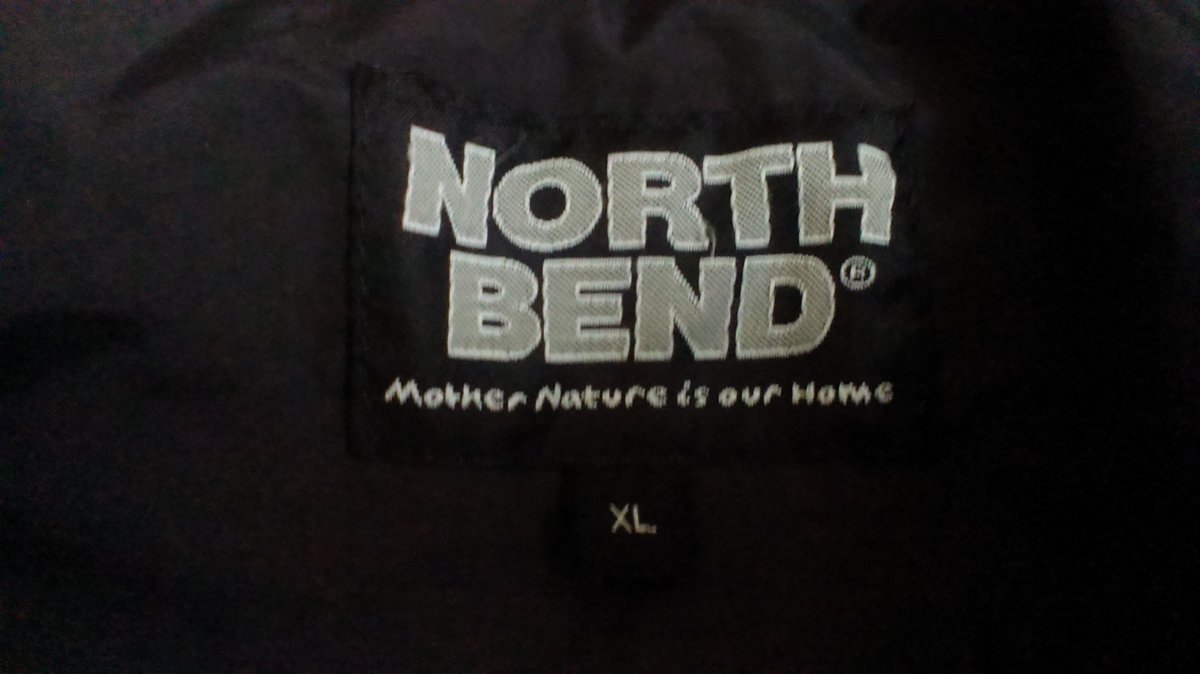 NORTH
BEND®
Mother Nature is our Home
XL